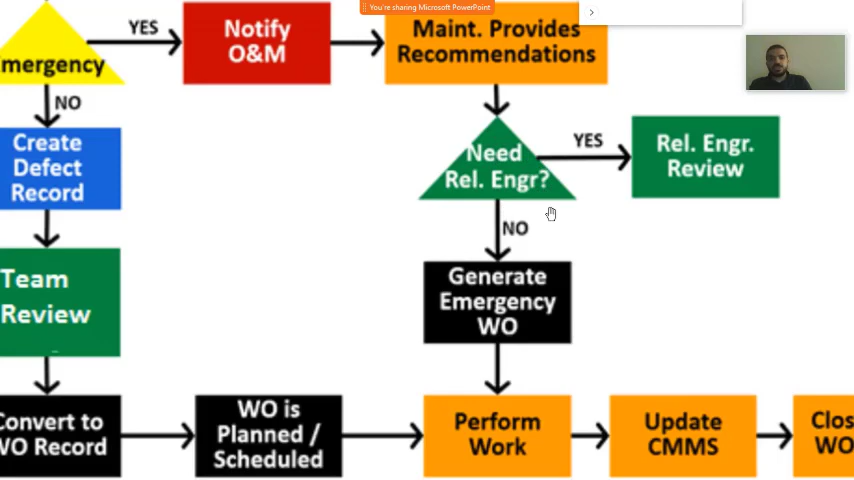 You're sharing Microsoft PowerPoint
YES
Notify
O&M
Maint. Provides
Recommendations
mergency
NO
Create
Defect
Record
Need
Rel. Engr?
YES
Rel. Engr.
Review
NO
Team
Review
Generate
Emergency
WO
Convert to
WO Record
WO is
Planned /
Scheduled
Perform
Work
Update
CMMS
Clos
WO